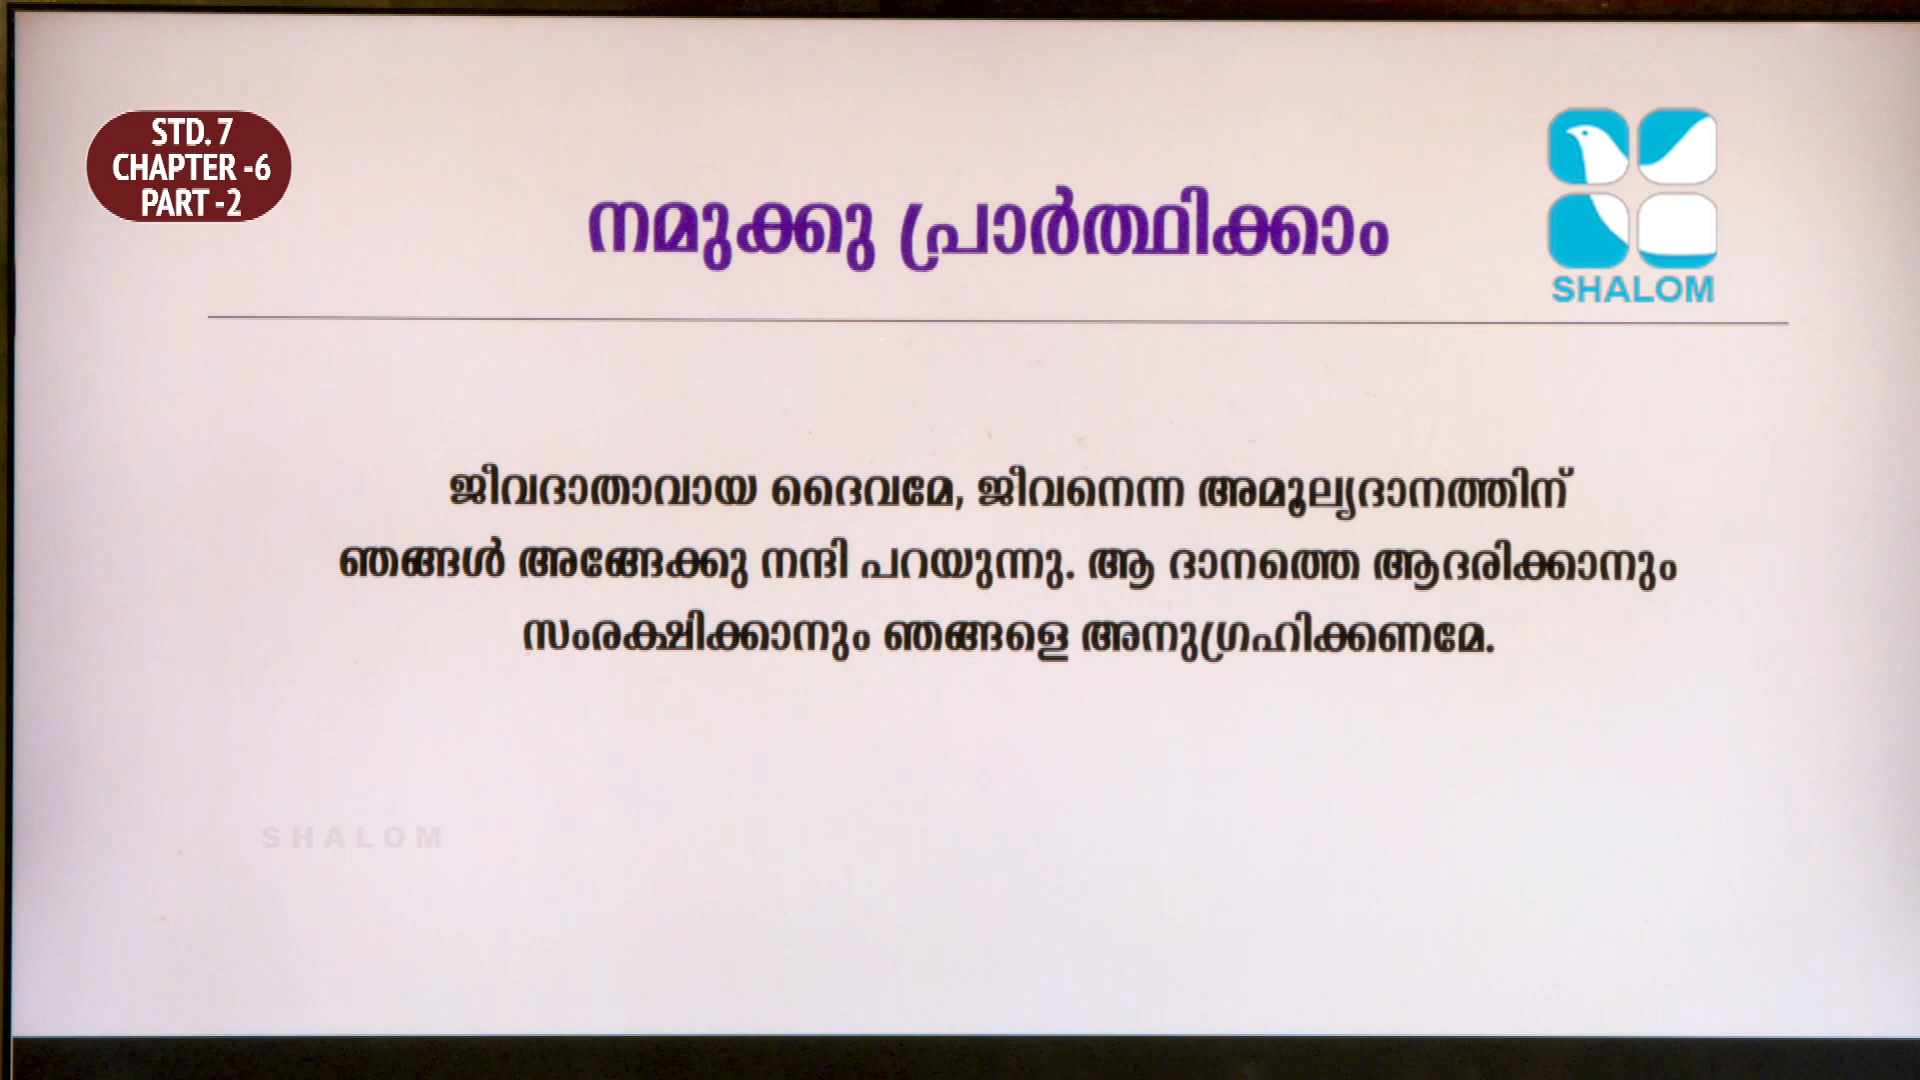 STD. 7
CHAPTER -6
PART -2
നമുക്കു പ്രാർത്ഥിക്കാം
SHALOM
ജീവദാതാവായ ദൈവമേ, ജീവനെന്ന അമൂല്യദാനത്തിന്
ഞങ്ങൾ അങ്ങേക്കു നന്ദി പറയുന്നു. ആ ദാനത്തെ ആദരിക്കാനും
സംരക്ഷിക്കാനും ഞങ്ങളെ അനുഗ്രഹിക്കണമേ.
SHALOM